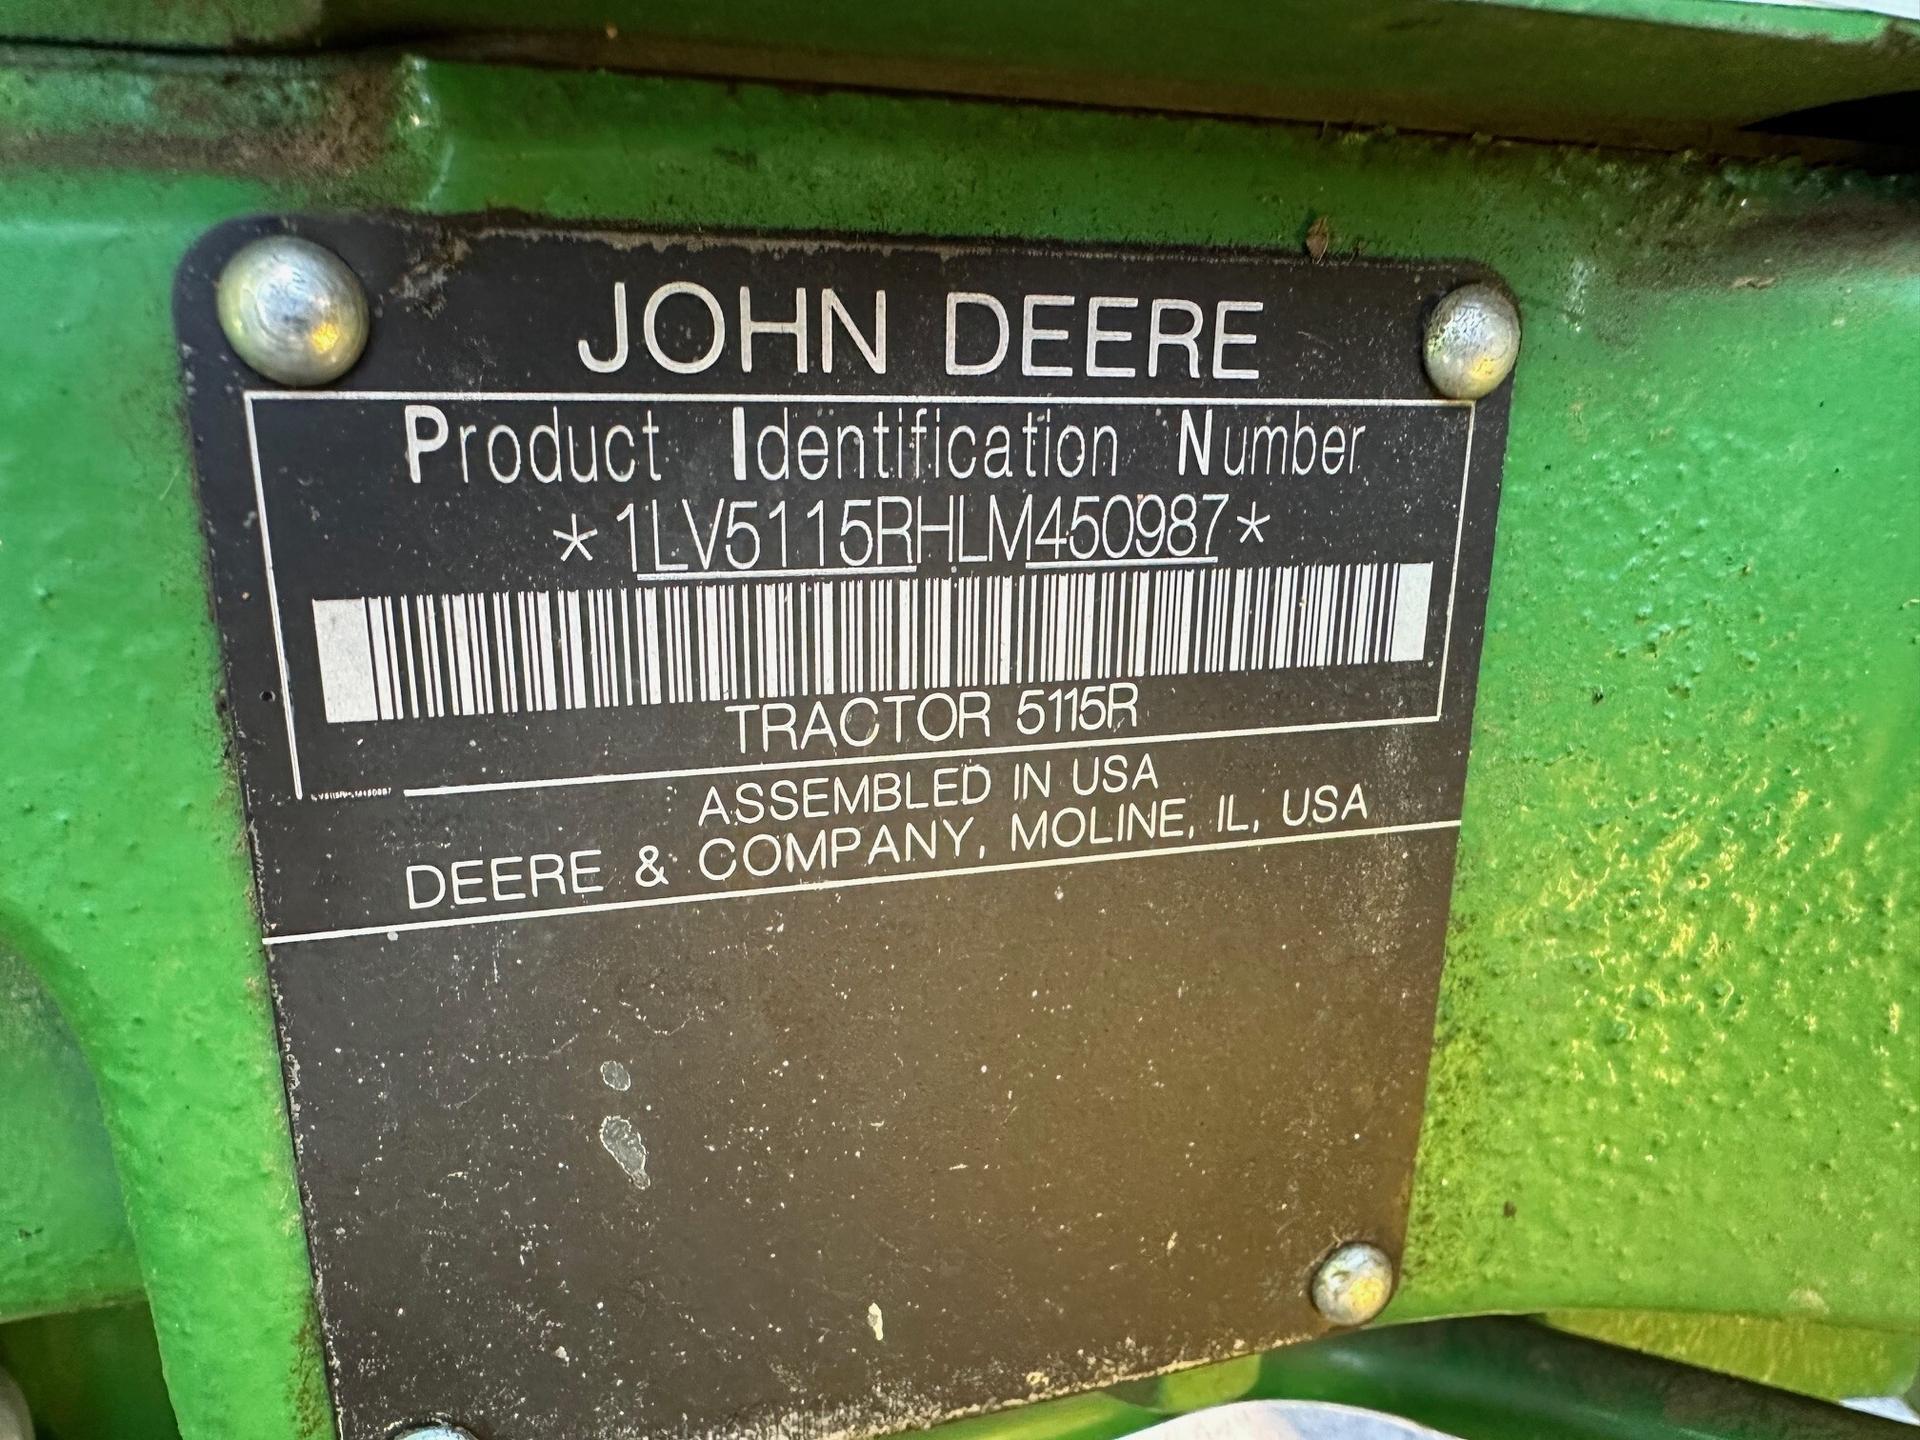 JOHN DEERE
Product Identification Number
*1LV5115RHLM450987*
TRACTOR 5115R
ASSEMBLED IN USA
DEERE & COMPANY, MOLINE, IL, USA